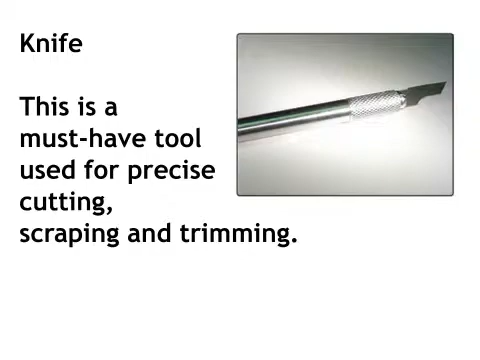 Knife
This is a
must-have tool
used for precise
cutting,
scraping and trimming.